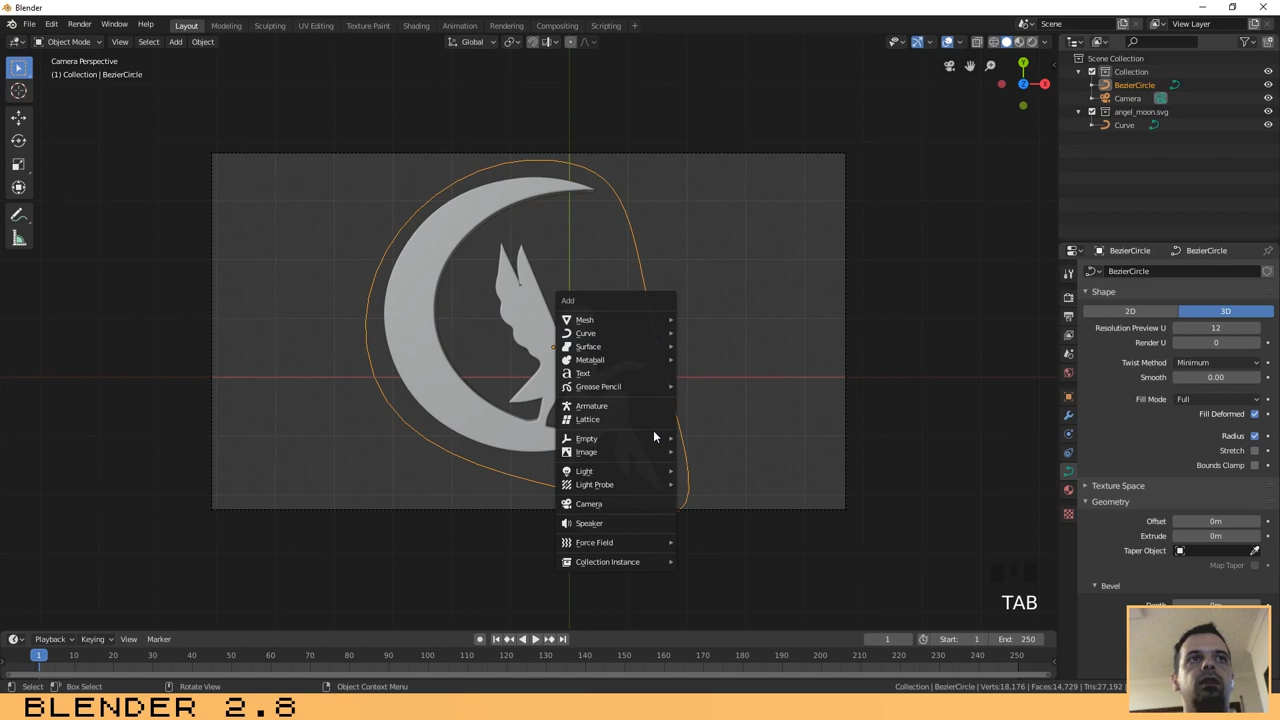 Blender
File Edit Render Window Help Layout Modeling Sculpting UV Editing Texture Paint Shading Animation Rendering Compositing Scripting + Scene View Layer
Object Mode View Select Add Object Global
Camera Perspective
(1) Collection | BezierCircle
Scene Collection
Collection
BezierCircle
Camera
angel_moon.svg
Curve
Y
Z X
Add
Mesh
Curve
Surface
Metaball
Text
Grease Pencil
Armature
Lattice
Empty
Image
Light
Light Probe
Camera
Speaker
Force Field
Collection Instance
BezierCircle BezierCircle
BezierCircle
Shape
2D 3D
Resolution Preview U 12
Render U 0
Twist Method Minimum
Smooth 0.00
Fill Mode Full
Fill Deformed
Radius
Stretch
Bounds Clamp
Texture Space
Geometry
Offset 0m
Extrude 0m
Taper Object
Map Taper
Bevel
TAB
Playback Keying View Marker 1 Start: 1 End: 250
1 10 20 30 40 50 60 70 80 90 100 110 120 130 140 150 160 170 180 190 200 210 220 230 240 250
Select Box Select Rotate View Object Context Menu Collection | BezierCircle | Verts:18,176 | Faces:14,729 | Tris:27,192
BLENDER 2.8